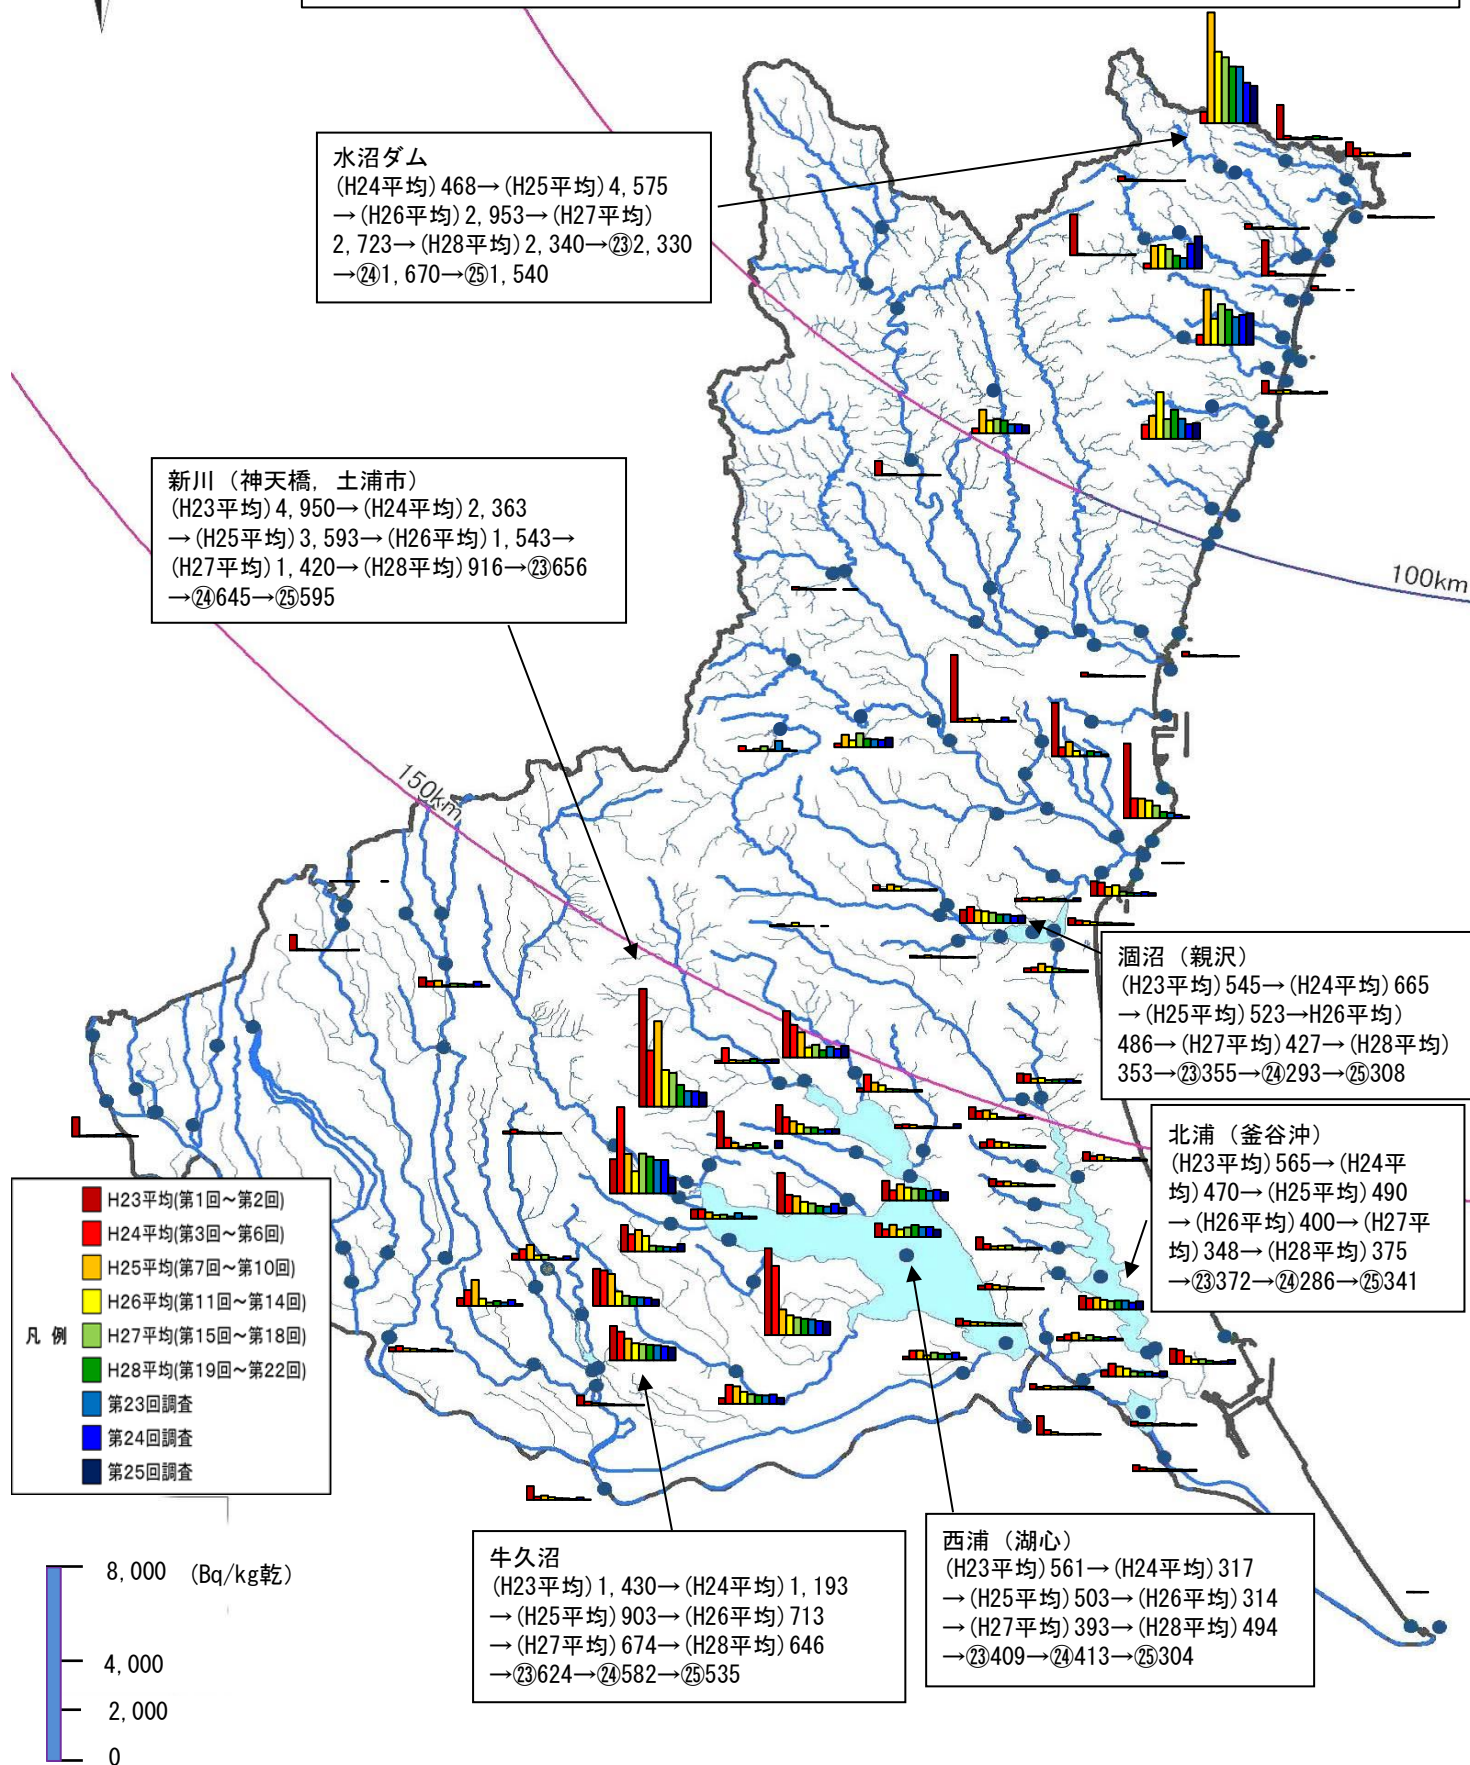 水沼ダム
(H24平均)468→(H25平均)4,575
→(H26平均)2,953→(H27平均)
2,723→(H28平均)2,340→㉓2,330
→㉔1,670→㉕1,540
新川（神天橋，土浦市）
(H23平均)4,950→(H24平均)2,363
→(H25平均)3,593→(H26平均)1,543→
(H27平均)1,420→(H28平均)916→㉓656
→㉔645→㉕595
100km
150km
涸沼（親沢）
(H23平均)545→(H24平均)665
→(H25平均)523→H26平均)
486→(H27平均)427→(H28平均)
353→㉓355→㉔293→㉕308
北浦（釜谷沖）
(H23平均)565→(H24平
均)470→(H25平均)490
→(H26平均)400→(H27平
均)348→(H28平均)375
→㉓372→㉔286→㉕341
凡 例
H23平均(第1回～第2回)
H24平均(第3回～第6回)
H25平均(第7回～第10回)
H26平均(第11回～第14回)
H27平均(第15回～第18回)
H28平均(第19回～第22回)
第23回調査
第24回調査
第25回調査
牛久沼
(H23平均)1,430→(H24平均)1,193
→(H25平均)903→(H26平均)713
→(H27平均)674→(H28平均)646
→㉓624→㉔582→㉕535
西浦（湖心）
(H23平均)561→(H24平均)317
→(H25平均)503→(H26平均)314
→(H27平均)393→(H28平均)494
→㉓409→㉔413→㉕304
8,000 (Bq/kg乾)
4,000
2,000
0